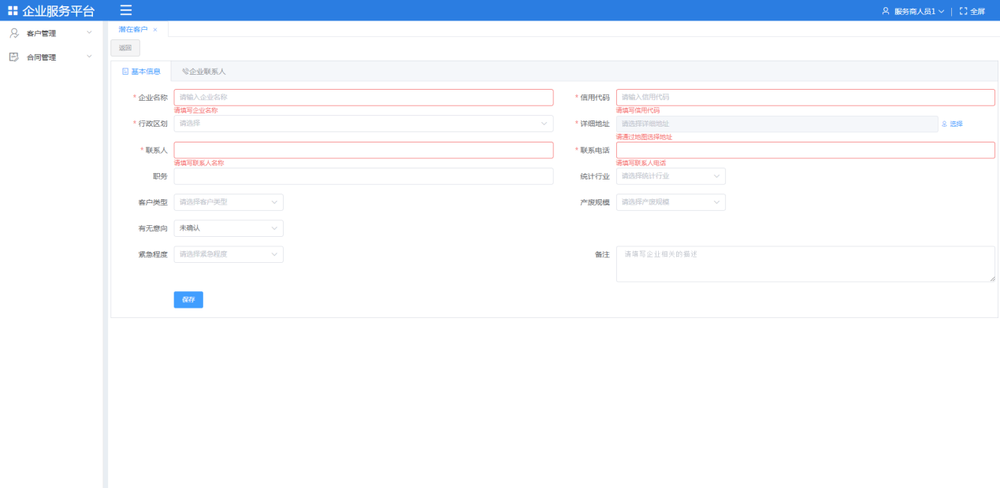 企业服务平台 服务商人员1 | 全屏
客户管理
合同管理
潜在客户 ×
返回
基本信息 企业联系人
* 企业名称 请输入企业名称 * 信用代码 请输入信用代码
请填写企业名称 请填写信用代码
* 行政区划 请选择 * 详细地址 请选择详细地址 选择
请通过地图选择地址
* 联系人 * 联系电话
请填写联系人名称 请填写联系人电话
职务 统计行业 请选择统计行业
客户类型 请选择客户类型 产废规模 请选择产废规模
有无意向 未确认
紧急程度 请选择紧急程度 备注 请填写企业相关的描述
保存